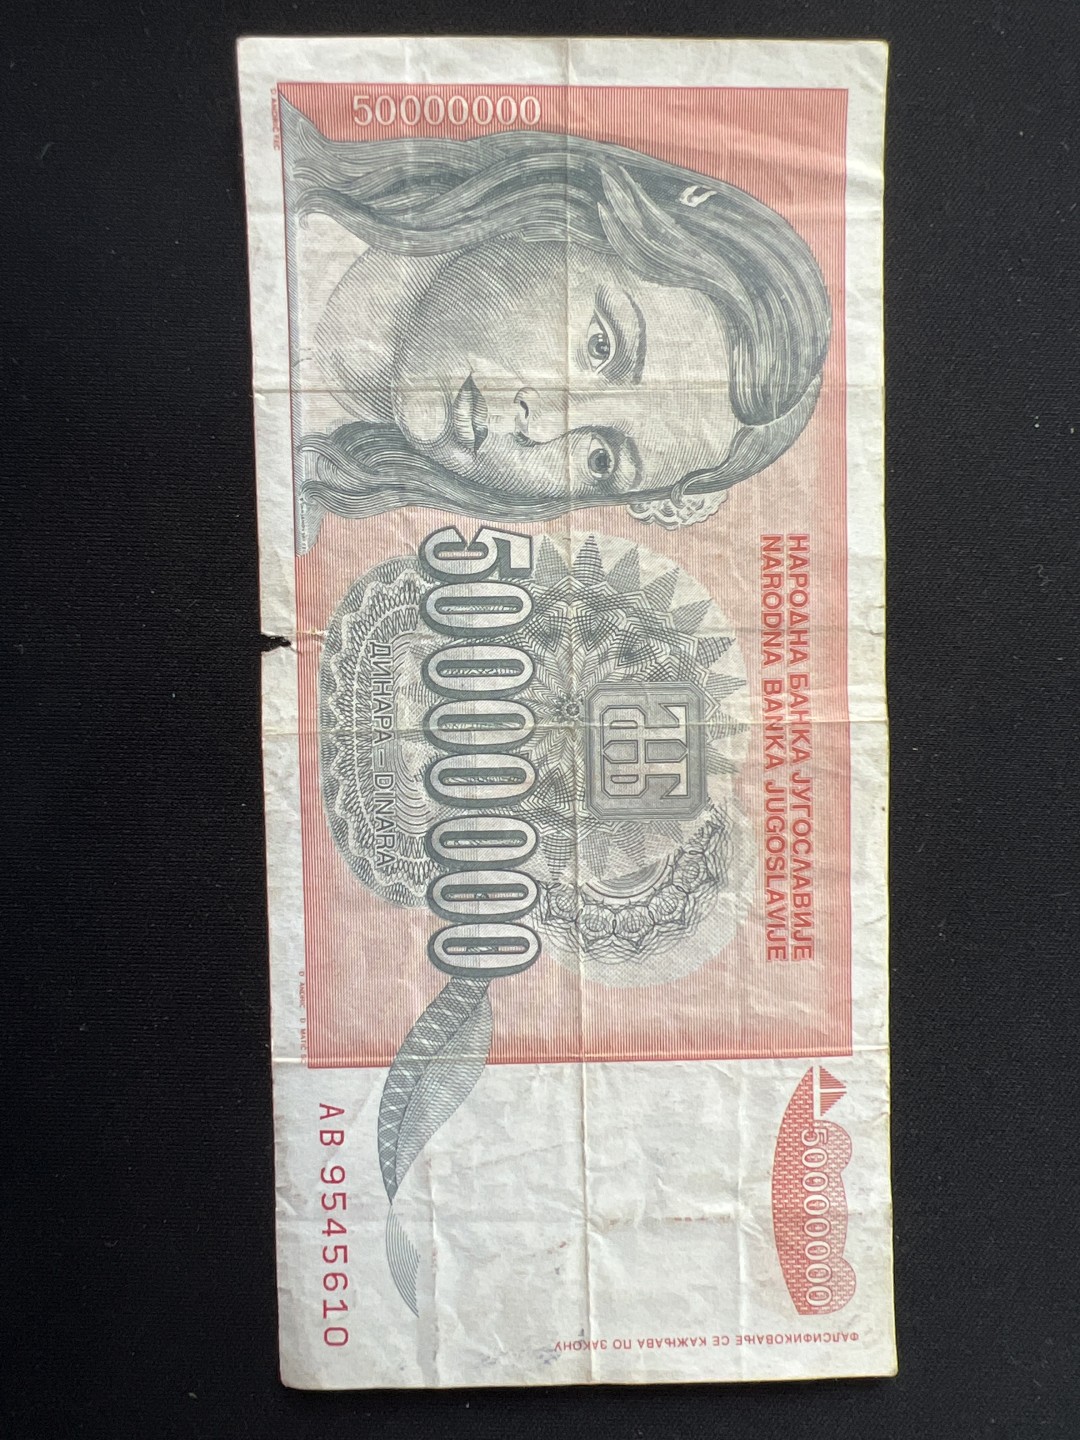 50000000
НАРОДНА БАНКА ЈУГОСЛАВИЈЕ
NARODNA BANKA JUGOSLAVIJE
50000000
ДИНАРА – DINARA
50000000
AB 9545610
ФАЛСИФИКОВАЊЕ СЕ КАЖЊАВА ПО ЗАКОНУ